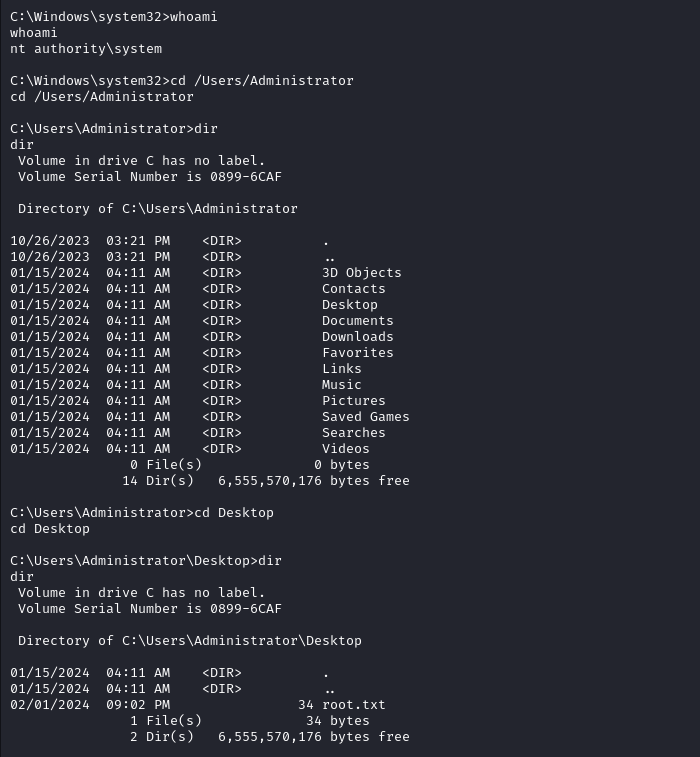 C:\Windows\system32>whoami
whoami
nt authority\system
C:\Windows\system32>cd /Users/Administrator
cd /Users/Administrator
C:\Users\Administrator>dir
dir
 Volume in drive C has no label.
 Volume Serial Number is 0899-6CAF
 Directory of C:\Users\Administrator
10/26/2023  03:21 PM    <DIR>          .
10/26/2023  03:21 PM    <DIR>          ..
01/15/2024  04:11 AM    <DIR>          3D Objects
01/15/2024  04:11 AM    <DIR>          Contacts
01/15/2024  04:11 AM    <DIR>          Desktop
01/15/2024  04:11 AM    <DIR>          Documents
01/15/2024  04:11 AM    <DIR>          Downloads
01/15/2024  04:11 AM    <DIR>          Favorites
01/15/2024  04:11 AM    <DIR>          Links
01/15/2024  04:11 AM    <DIR>          Music
01/15/2024  04:11 AM    <DIR>          Pictures
01/15/2024  04:11 AM    <DIR>          Saved Games
01/15/2024  04:11 AM    <DIR>          Searches
01/15/2024  04:11 AM    <DIR>          Videos
               0 File(s)              0 bytes
              14 Dir(s)   6,555,570,176 bytes free
C:\Users\Administrator>cd Desktop
cd Desktop
C:\Users\Administrator\Desktop>dir
dir
 Volume in drive C has no label.
 Volume Serial Number is 0899-6CAF
 Directory of C:\Users\Administrator\Desktop
01/15/2024  04:11 AM    <DIR>          .
01/15/2024  04:11 AM    <DIR>          ..
02/01/2024  09:02 PM                34 root.txt
               1 File(s)             34 bytes
               2 Dir(s)   6,555,570,176 bytes free